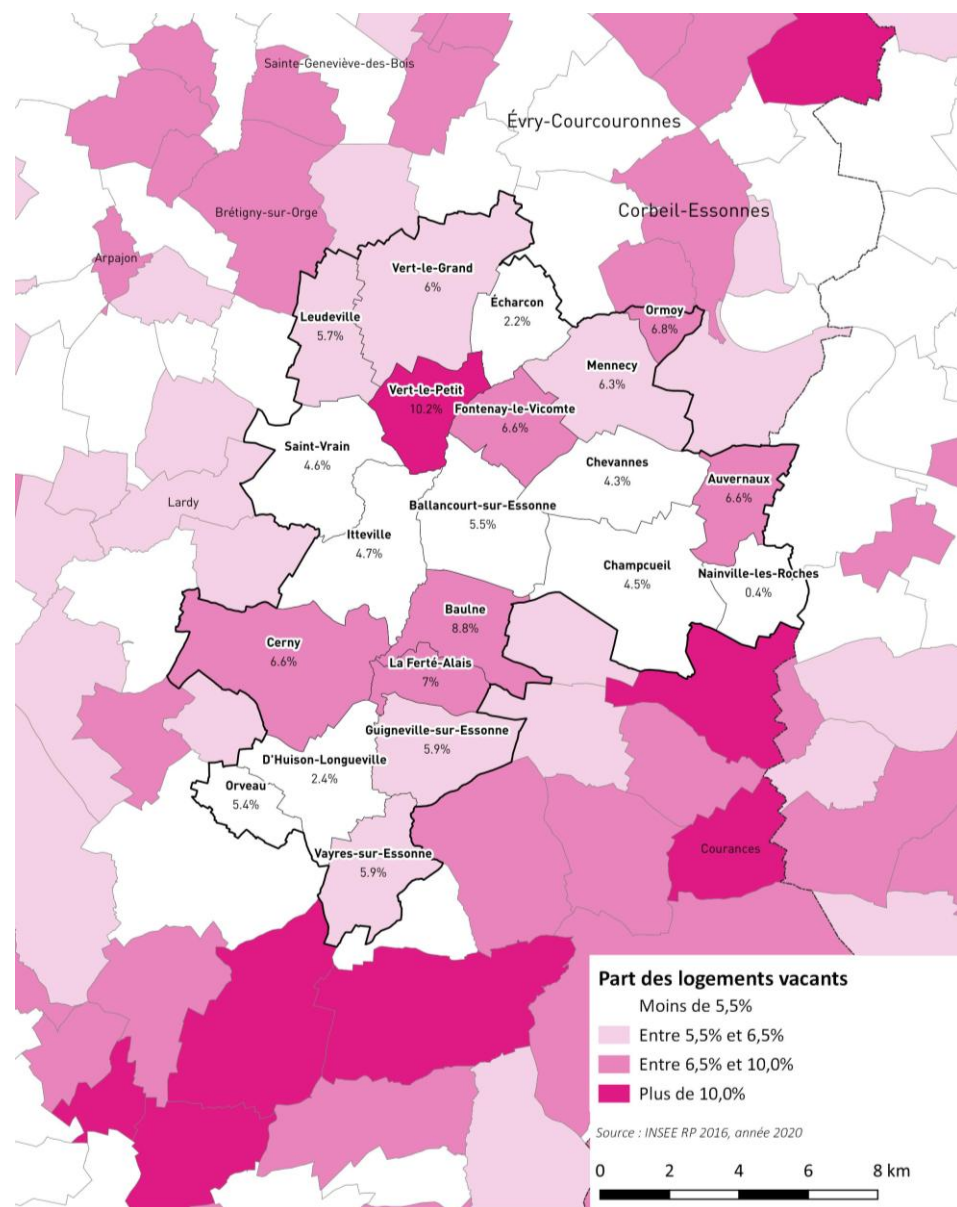 Sainte-Geneviève-des-Bois
Évry-Courcouronnes
Brétigny-sur-Orge
Corbeil-Essonnes
Arpajon
Vert-le-Grand
6%
Écharcon
2.2%
Leudeville
5.7%
Ormoy
6.8%
Mennecy
6.3%
Vert-le-Petit
10.2%
Fontenay-le-Vicomte
6.6%
Saint-Vrain
4.6%
Chevannes
4.3%
Auvernaux
6.6%
Lardy
Ballancourt-sur-Essonne
5.5%
Itteville
4.7%
Champcueil
4.5%
Nainville-les-Roches
0.4%
Baulne
8.8%
Cerny
6.6%
La Ferté-Alais
7%
Guigneville-sur-Essonne
5.9%
D'Huison-Longueville
2.4%
Orveau
5.4%
Vayres-sur-Essonne
5.9%
Courances
Part des logements vacants
Moins de 5,5%
Entre 5,5% et 6,5%
Entre 6,5% et 10,0%
Plus de 10,0%
Source : INSEE RP 2016, année 2020
0 2 4 6 8 km